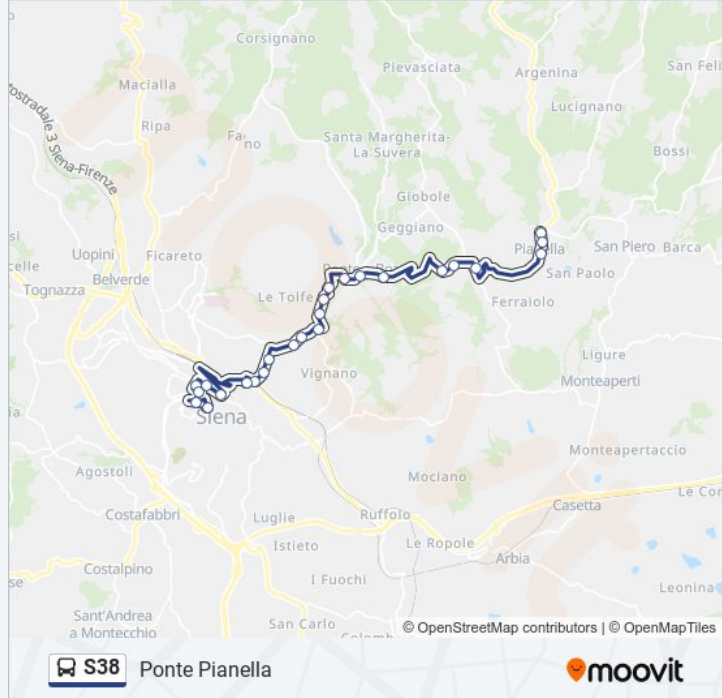 Corsignano
Pievasciata
Argenina
San Feli
Macialla
Lucignano
Ripa
Santa Margherita-
La Suvera
Bossi
ostradale 3 Siena-Firenze
Giobole
Geggiano
Uopini
Ficareto
Pianella
San Piero
Barca
celle
Belverde
San Paolo
Tognazza
Le Tolfe
Ferraiolo
Ligure
Vignano
Monteaperti
Siena
Monteapertaccio
Agostoli
Mociano
Casetta
Le Cor
Costafabbri
Luglie
Ruffolo
Istieto
Le Ropole
Arbia
Costalpino
I Fuochi
Leonina
se
Sant'Andrea
a Montecchio
San Carlo
© OpenStreetMap contributors | © OpenMapTiles
S38
Ponte Pianella
moovit